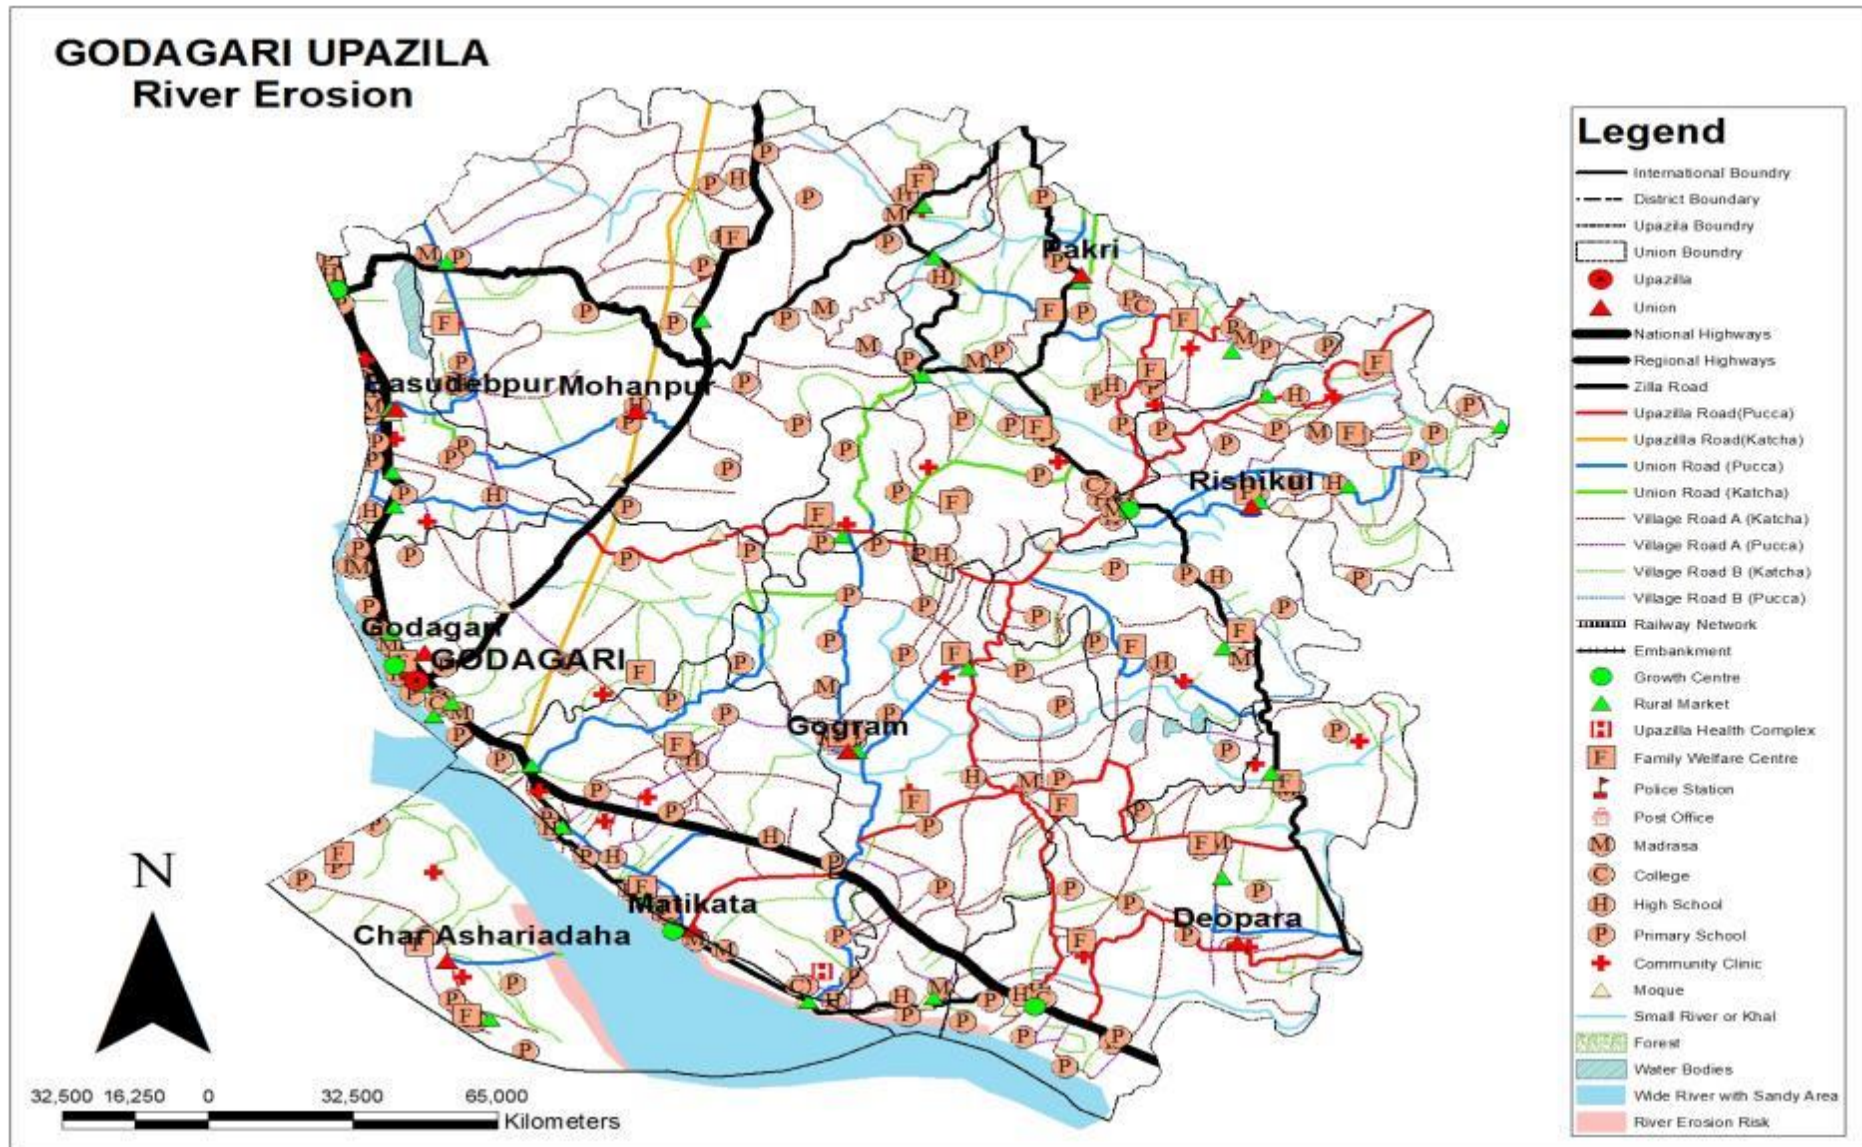 GODAGARI UPAZILA
River Erosion
Pakri
Basudebpur
Mohanpur
Rishikul
Godagari
GODAGARI
Gogram
Matikata
Char Ashariadaha
Deopara
N
32,500 16,250 0 32,500 65,000
Kilometers
Legend
International Boundry
District Boundary
Upazila Boundry
Union Boundry
Upazilla
Union
National Highways
Regional Highways
Zilla Road
Upazilla Road(Pucca)
Upazillla Road(Katcha)
Union Road (Pucca)
Union Road (Katcha)
Village Road A (Katcha)
Village Road A (Pucca)
Village Road B (Katcha)
Village Road B (Pucca)
Railway Network
Embankment
Growth Centre
Rural Market
H Upazilla Health Complex
F Family Welfare Centre
Police Station
Post Office
M Madrasa
C College
H High School
P Primary School
Community Clinic
Moque
Small River or Khal
Forest
Water Bodies
Wide River with Sandy Area
River Erosion Risk